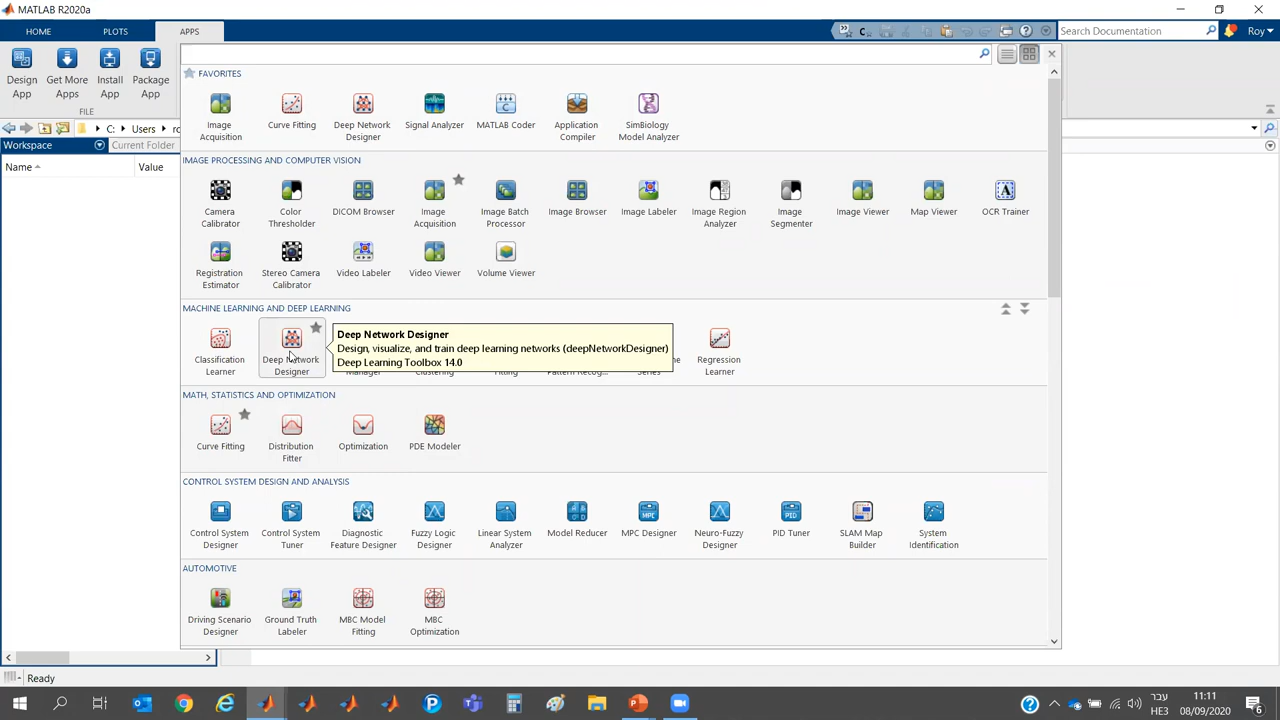 MATLAB R2020a
HOME PLOTS APPS
Search Documentation
Roy
Design App
Get More Apps
Install App
Package App
FILE
C: Users
Workspace
Current Folder
Name
Value
FAVORITES
Image Acquisition
Curve Fitting
Deep Network Designer
Signal Analyzer
MATLAB Coder
Application Compiler
SimBiology Model Analyzer
IMAGE PROCESSING AND COMPUTER VISION
Camera Calibrator
Color Thresholder
DICOM Browser
Image Acquisition
Image Batch Processor
Image Browser
Image Labeler
Image Region Analyzer
Image Segmenter
Image Viewer
Map Viewer
OCR Trainer
Registration Estimator
Stereo Camera Calibrator
Video Labeler
Video Viewer
Volume Viewer
MACHINE LEARNING AND DEEP LEARNING
Classification Learner
Deep Network Designer
Deep Network Designer
Design, visualize, and train deep learning networks (deepNetworkDesigner)
Deep Learning Toolbox 14.0
Regression Learner
MATH, STATISTICS AND OPTIMIZATION
Curve Fitting
Distribution Fitter
Optimization
PDE Modeler
CONTROL SYSTEM DESIGN AND ANALYSIS
Control System Designer
Control System Tuner
Diagnostic Feature Designer
Fuzzy Logic Designer
Linear System Analyzer
Model Reducer
MPC Designer
Neuro-Fuzzy Designer
PID Tuner
SLAM Map Builder
System Identification
AUTOMOTIVE
Driving Scenario Designer
Ground Truth Labeler
MBC Model Fitting
MBC Optimization
Ready
עבר
HE3
11:11
08/09/2020
6